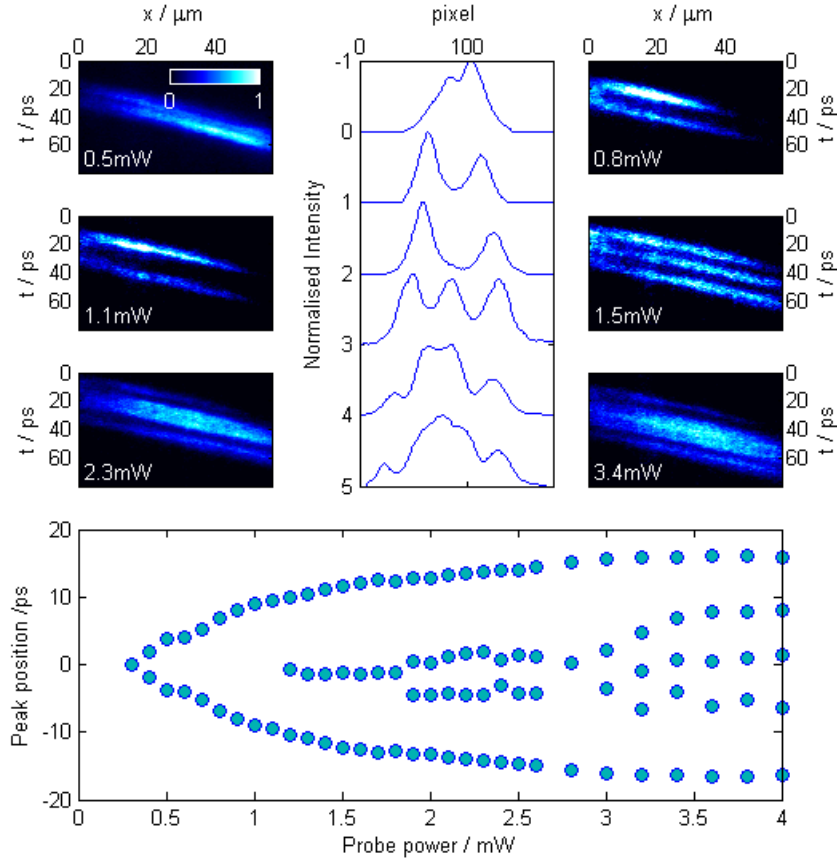 x / μm
pixel
x / μm
0 20 40
0 100
0 20 40
0
20
40
60
t / ps
0 1
0.5mW
-1
0
1
2
3
4
5
Normalised Intensity
0
20
40
60
t / ps
0.8mW
0
20
40
60
t / ps
1.1mW
0
20
40
60
t / ps
1.5mW
0
20
40
60
t / ps
2.3mW
0
20
40
60
t / ps
3.4mW
20
10
0
-10
-20
Peak position /ps
0 0.5 1 1.5 2 2.5 3 3.5 4
Probe power / mW